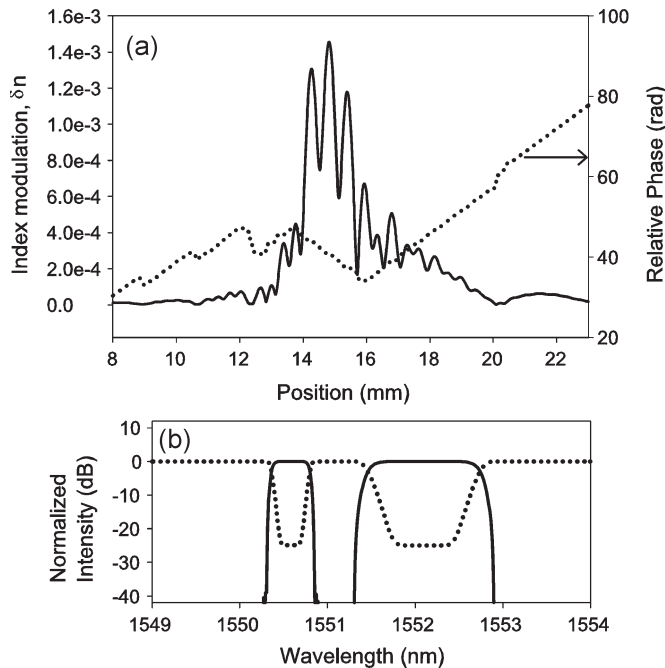 (a)
Index modulation, δn
1.6e-3
1.4e-3
1.2e-3
1.0e-3
8.0e-4
6.0e-4
4.0e-4
2.0e-4
0.0
100
80
60
40
20
Relative Phase (rad)
8 10 12 14 16 18 20 22
Position (mm)
(b)
Normalized
Intensity (dB)
10
0
-10
-20
-30
-40
1549 1550 1551 1552 1553 1554
Wavelength (nm)